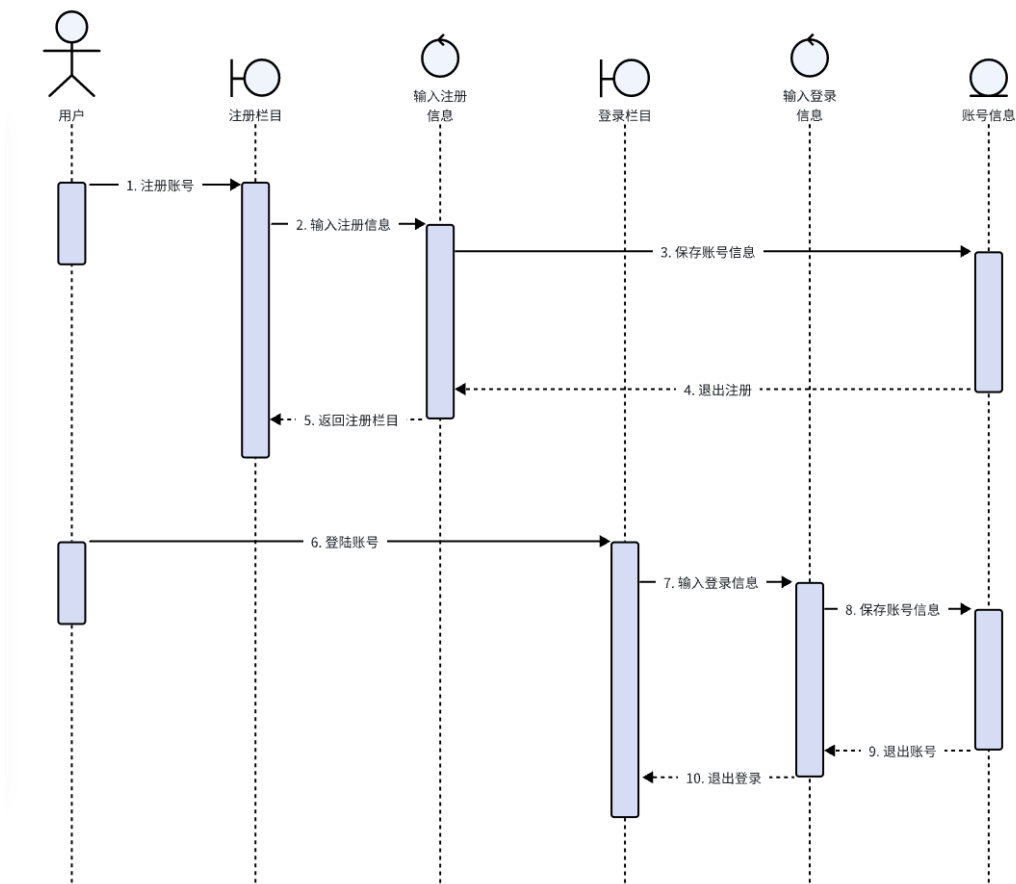 用户
注册栏目
输入注册
信息
登录栏目
输入登录
信息
账号信息
1. 注册账号
2. 输入注册信息
3. 保存账号信息
4. 退出注册
5. 返回注册栏目
6. 登陆账号
7. 输入登录信息
8. 保存账号信息
9. 退出账号
10. 退出登录